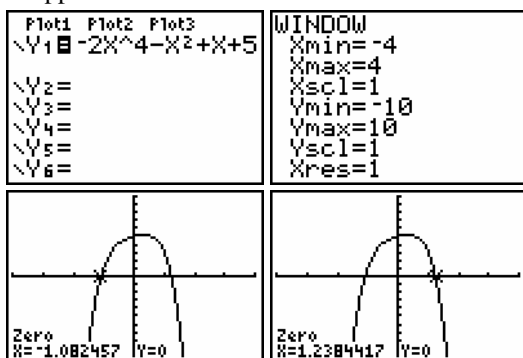 Plot1 Plot2 Plot3
\Y1=-2X^4-X²+X+5
\Y2=
\Y3=
\Y4=
\Y5=
\Y6=
WINDOW
Xmin=-4
Xmax=4
Xscl=1
Ymin=-10
Ymax=10
Yscl=1
Xres=1
Zero
X=-1.082457 Y=0
Zero
X=1.2384417 Y=0